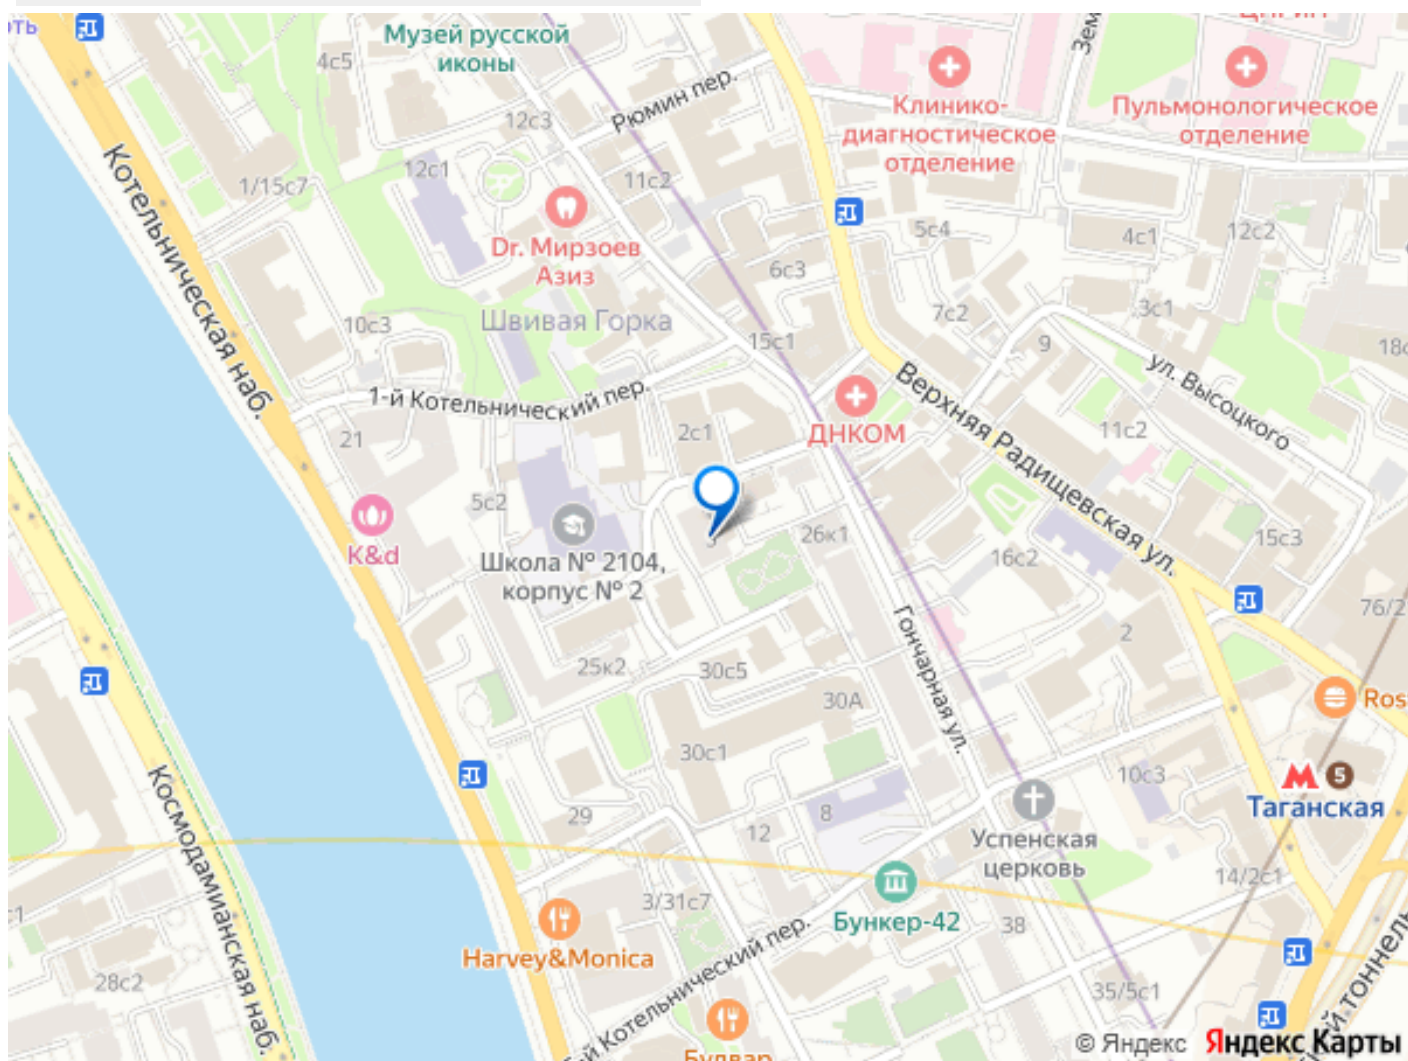 Музей русской
иконы
4с5
Рюмин пер.
12с3
Зем
Клинико-
диагностическое
отделение
Пульмонологическое
отделение
12с1
1/15с7
11с2
Котельническая наб.
Dr. Мирзоев
Азиз
5с4
4с1
12с2
6с3
Швивая Горка
10с3
7с2
3с1
9
15с1
18с
ул. Высоцкого
1-й Котельнический пер.
Верхняя Радищевская ул.
ДНКОМ
2с1
11с2
21
5с2
K&d
Школа № 2104,
корпус № 2
26к1
15с3
16с2
76/2
Гончарная ул.
2
25к2
30с5
30А
Ros
30с1
10с3
5
Таганская
Космодамианская наб.
29
12
8
Успенская
церковь
14/2с1
3/31с7
Бункер-42
38
Harvey&Monica
28с2
й Котельнический пер.
35/5с1
й тоннель
Будвар
© Яндекс Яндекс Карты